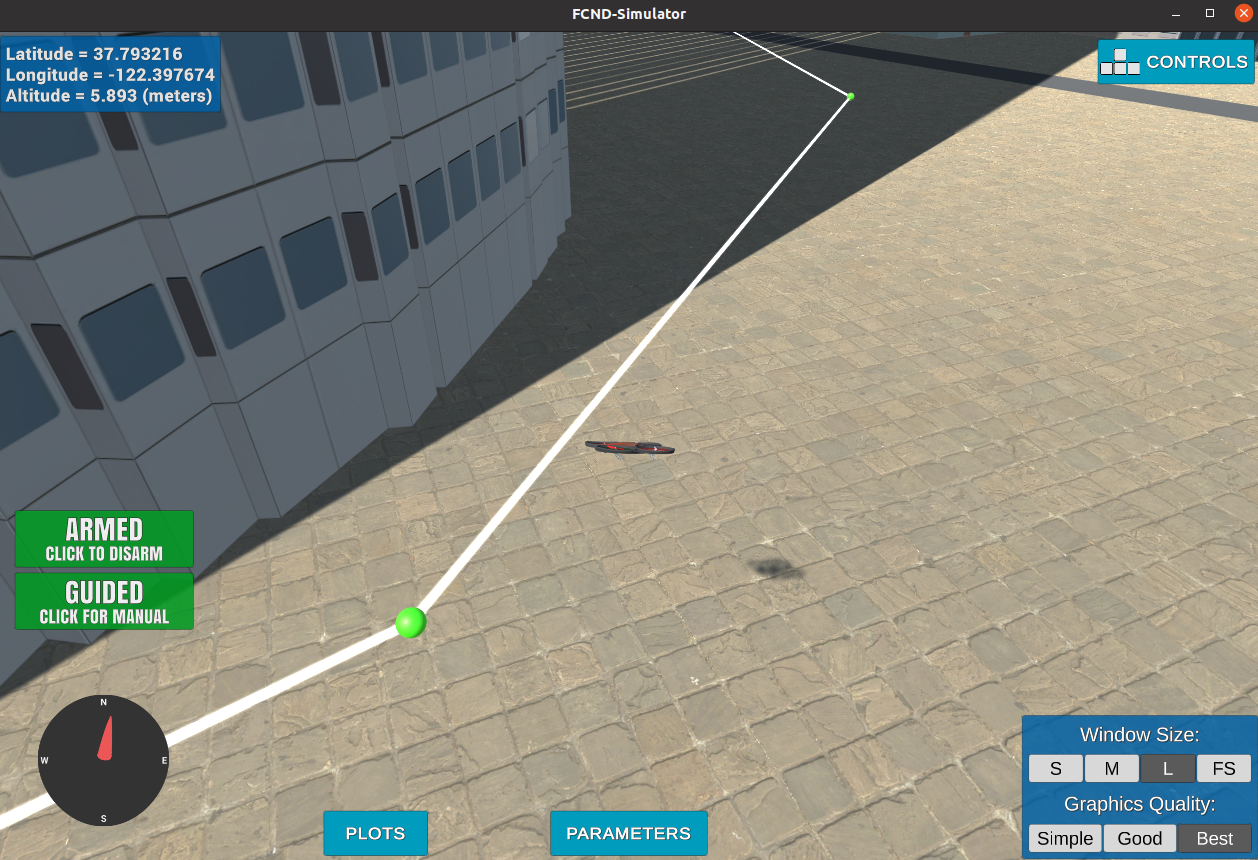 FCND-Simulator
Latitude = 37.793216
Longitude = -122.397674
Altitude = 5.893 (meters)
CONTROLS
ARMED
CLICK TO DISARM
GUIDED
CLICK FOR MANUAL
N
W
E
S
PLOTS
PARAMETERS
Window Size:
S M L FS
Graphics Quality:
Simple Good Best